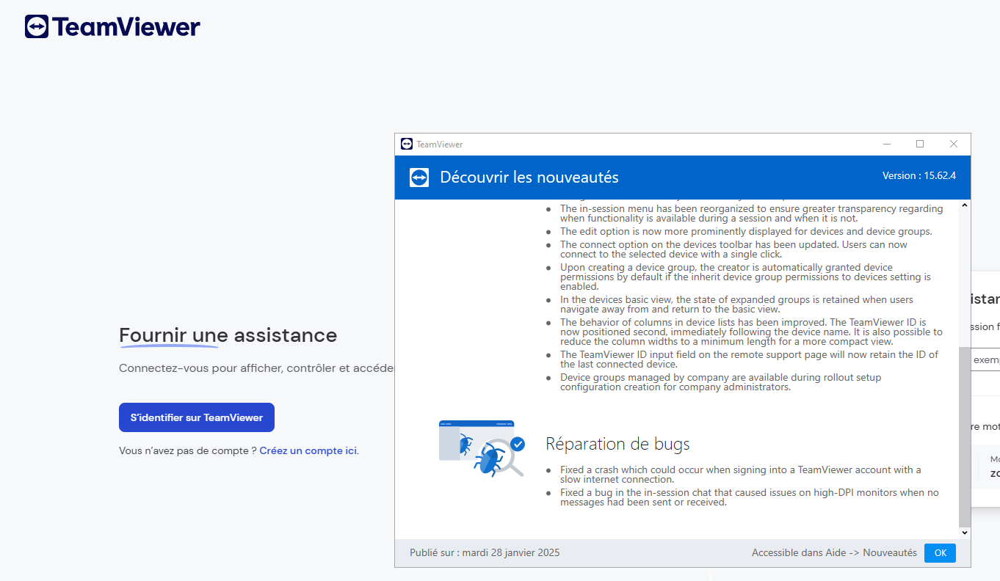 TeamViewer
TeamViewer
Découvrir les nouveautés
Version : 15.62.4
The in-session menu has been reorganized to ensure greater transparency regarding
when functionality is available during a session and when it is not.
The edit option is now more prominently displayed for devices and device groups.
The connect option on the devices toolbar has been updated. Users can now
connect to the selected device with a single click.
Upon creating a device group, the creator is automatically granted device
permissions by default if the inherit device group permissions to devices setting is
enabled.
In the devices basic view, the state of expanded groups is retained when users
navigate away from and return to the basic view.
The behavior of columns in device lists has been improved. The TeamViewer ID is
now positioned second, immediately following the device name. It is also possible to
reduce the column widths to a minimum length for a more compact view.
The TeamViewer ID input field on the remote support page will now retain the ID of
the last connected device.
Device groups managed by company are available during rollout setup
configuration creation for company administrators.
Réparation de bugs
Fixed a crash which could occur when signing into a TeamViewer account with a
slow internet connection.
Fixed a bug in the in-session chat that caused issues on high-DPI monitors when no
messages had been sent or received.
Publié sur : mardi 28 janvier 2025
Accessible dans Aide -> Nouveautés
OK
Fournir une assistance
Connectez-vous pour afficher, contrôler et accéde
S'identifier sur TeamViewer
Vous n'avez pas de compte ? Créez un compte ici.
istan
ssion f
exemp
re mot
Mo